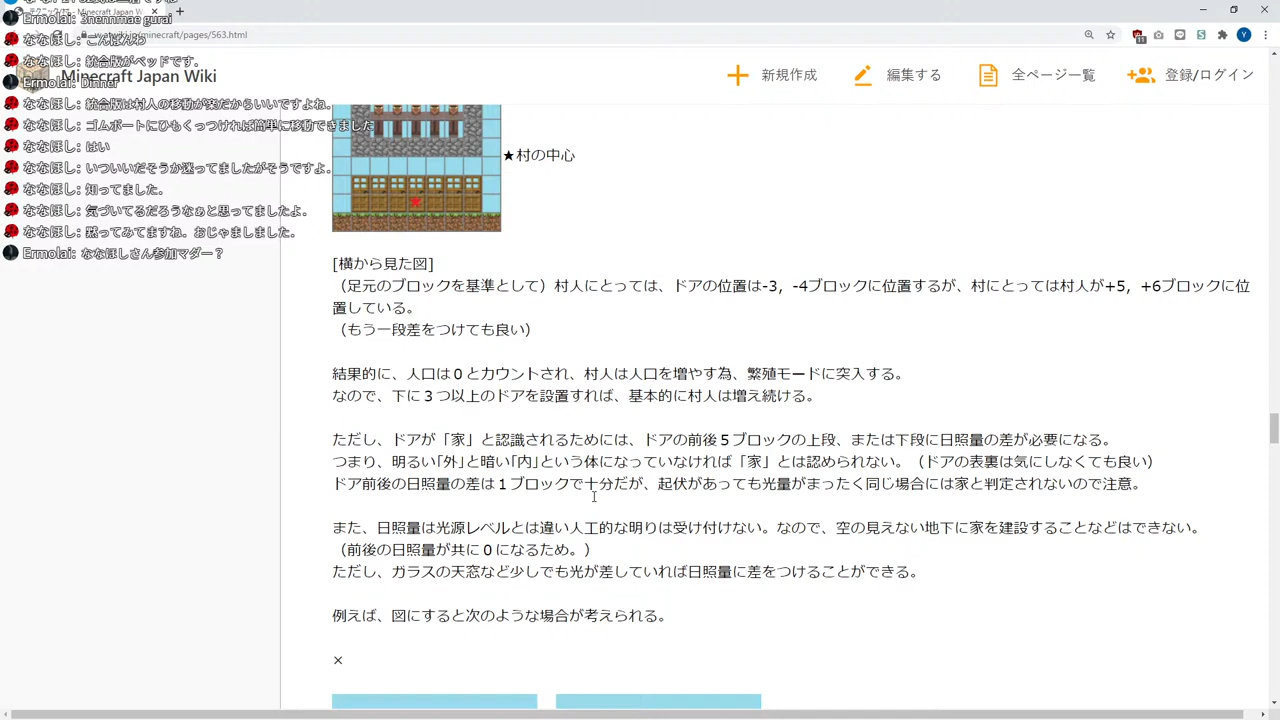 Ermolai: 3nennmae gurai
ななほし: こんばんわ
ななほし: 統合版がベッドです。
Ermolai: Dinner
ななほし: 統合版は村人の移動が楽だからいいですよね。
ななほし: ゴムボートにひもくっつければ簡単に移動できました
ななほし: はい
ななほし: いついいだそうか迷ってましたがそうですよ。
ななほし: 知ってました。
ななほし: 気づいてるだろうなぁと思ってましたよ。
ななほし: 黙ってみてますね。おじゃましました。
Ermolai: ななほしさん参加マダー？
wiki.jp/minecraft/pages/563.html
Minecraft Japan Wiki
新規作成
編集する
全ページ一覧
登録/ログイン
★村の中心
[横から見た図]
（足元のブロックを基準として）村人にとっては、ドアの位置は-3，-4ブロックに位置するが、村にとっては村人が+5，+6ブロックに位
置している。
（もう一段差をつけても良い）
結果的に、人口は０とカウントされ、村人は人口を増やす為、繁殖モードに突入する。
なので、下に３つ以上のドアを設置すれば、基本的に村人は増え続ける。
ただし、ドアが「家」と認識されるためには、ドアの前後５ブロックの上段、または下段に日照量の差が必要になる。
つまり、明るい｢外｣と暗い｢内｣という体になっていなければ「家」とは認められない。（ドアの表裏は気にしなくても良い）
ドア前後の日照量の差は１ブロックで十分だが、起伏があっても光量がまったく同じ場合には家と判定されないので注意。
また、日照量は光源レベルとは違い人工的な明りは受け付けない。なので、空の見えない地下に家を建設することなどはできない。
（前後の日照量が共に０になるため。）
ただし、ガラスの天窓など少しでも光が差していれば日照量に差をつけることができる。
例えば、図にすると次のような場合が考えられる。
×